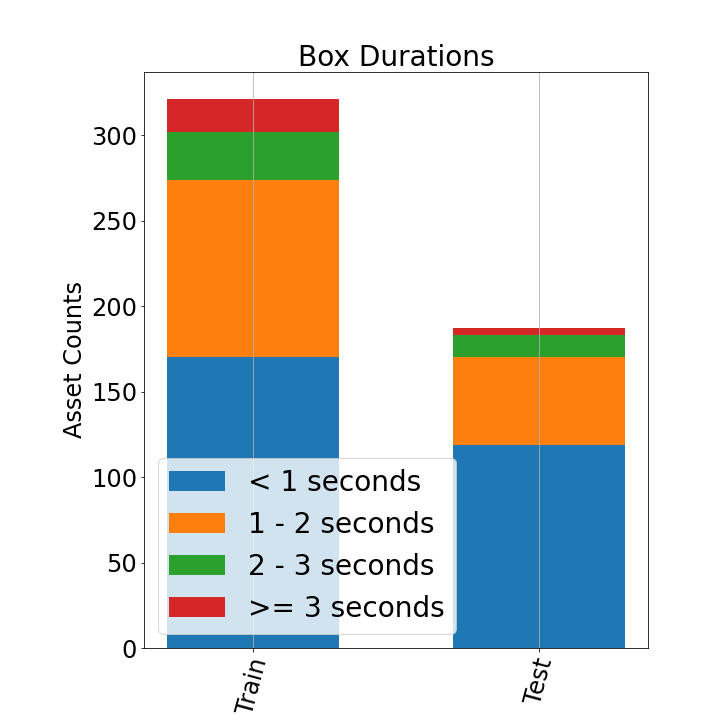 Box Durations
Asset Counts
300
250
200
150
100
50
0
< 1 seconds
1 - 2 seconds
2 - 3 seconds
>= 3 seconds
Train
Test